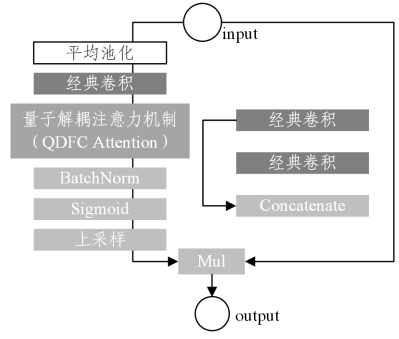 input
平均池化
经典卷积
量子解耦注意力机制
（QDFC Attention）
BatchNorm
Sigmoid
上采样
经典卷积
经典卷积
Concatenate
Mul
output